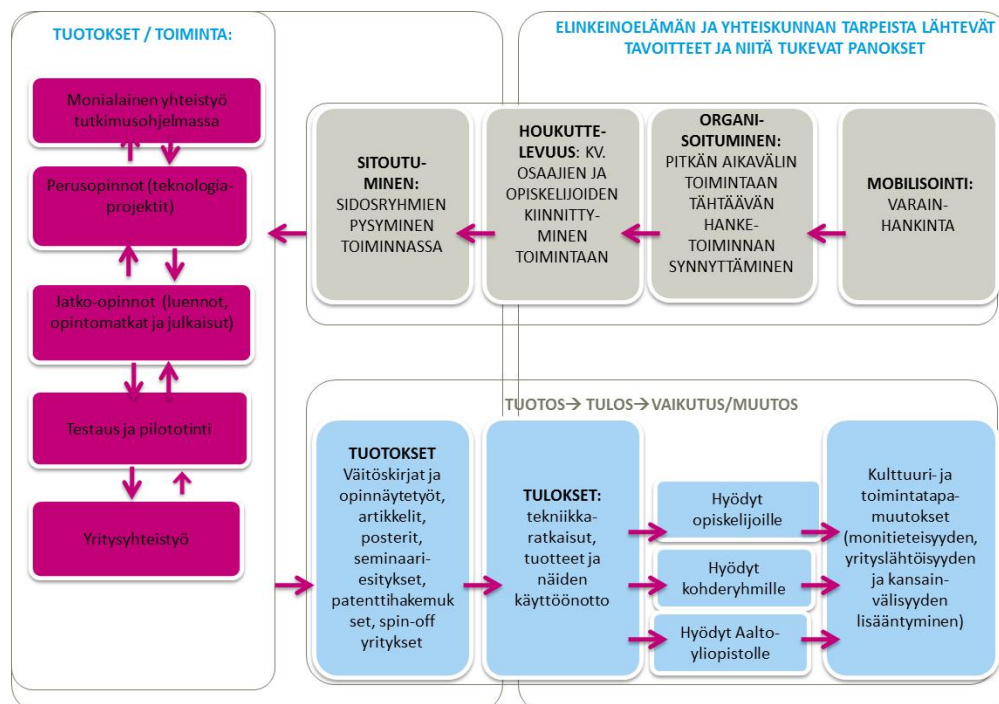 TUOTOKSET / TOIMINTA:
Monialainen yhteistyö
tutkimusohjelmassa
Perusopinnot (teknologia-
projektit)
Jatko-opinnot (luennot,
opintomatkat ja julkaisut)
Testaus ja pilototinti
Yritysyhteistyö
ELINKEINOELÄMÄN JA YHTEISKUNNAN TARPEISTA LÄHTEVÄT
TAVOITTEET JA NIITÄ TUKEVAT PANOKSET
SITOUTU-
MINEN:
SIDOSRYHMIEN
PYSYMINEN
TOIMINNASSA
HOUKUTTE-
LEVUUS: KV.
OSAAJIEN JA
OPISKELIJOIDEN
KIINNITTY-
MINEN
TOIMINTAAN
ORGANI-
SOITUMINEN:
PITKÄN AIKAVÄLIN
TOIMINTAAN
TÄHTÄÄVÄN
HANKE-
TOIMINNAN
SYNNYTTÄMINEN
MOBILISOINTI:
VARAIN-
HANKINTA
TUOTOS→ TULOS→VAIKUTUS/MUUTOS
TUOTOKSET
Väitöskirjat ja
opinnäytetyöt,
artikkelit,
posterit,
seminaari-
esitykset,
patenttihakemuk
set, spin-off
yritykset
TULOKSET:
tekniikka-
ratkaisut,
tuotteet ja
näiden
käyttöönotto
Hyödyt
opiskelijoille
Hyödyt
kohderyhmille
Hyödyt Aalto-
yliopistolle
Kulttuuri- ja
toimintatapa-
muutokset
(monitieteisyyden,
yrityslähtöisyyden
ja kansain-
välisyyden
lisääntyminen)